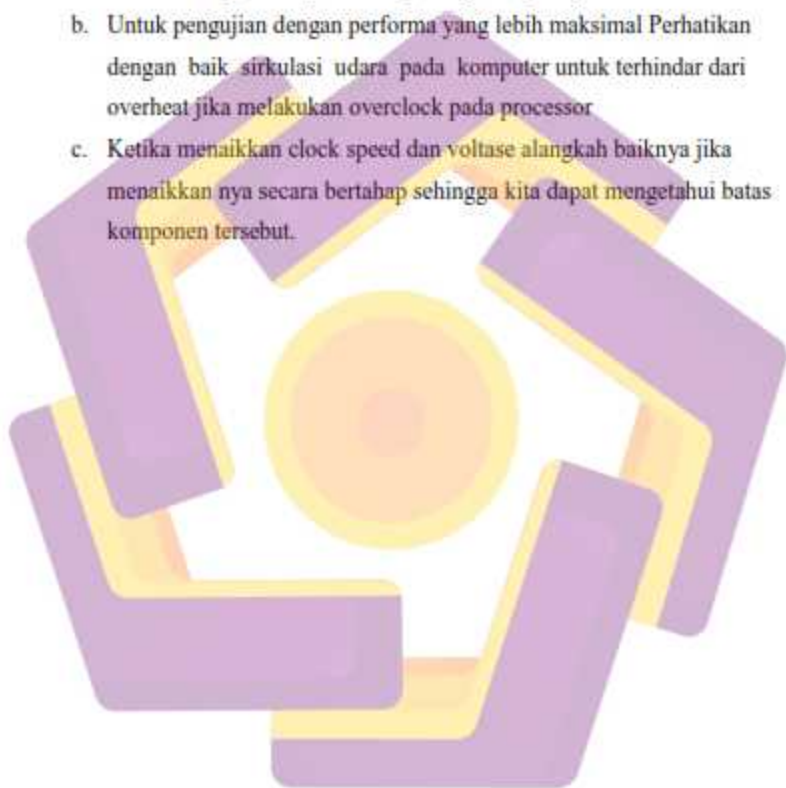 b. Untuk pengujian dengan performa yang lebih maksimal Perhatikan
dengan baik sirkulasi udara pada komputer untuk terhindar dari
overheat jika melakukan overclock pada processor
c. Ketika menaikkan clock speed dan voltase alangkah baiknya jika
menaikkan nya secara bertahap sehingga kita dapat mengetahui batas
komponen tersebut.